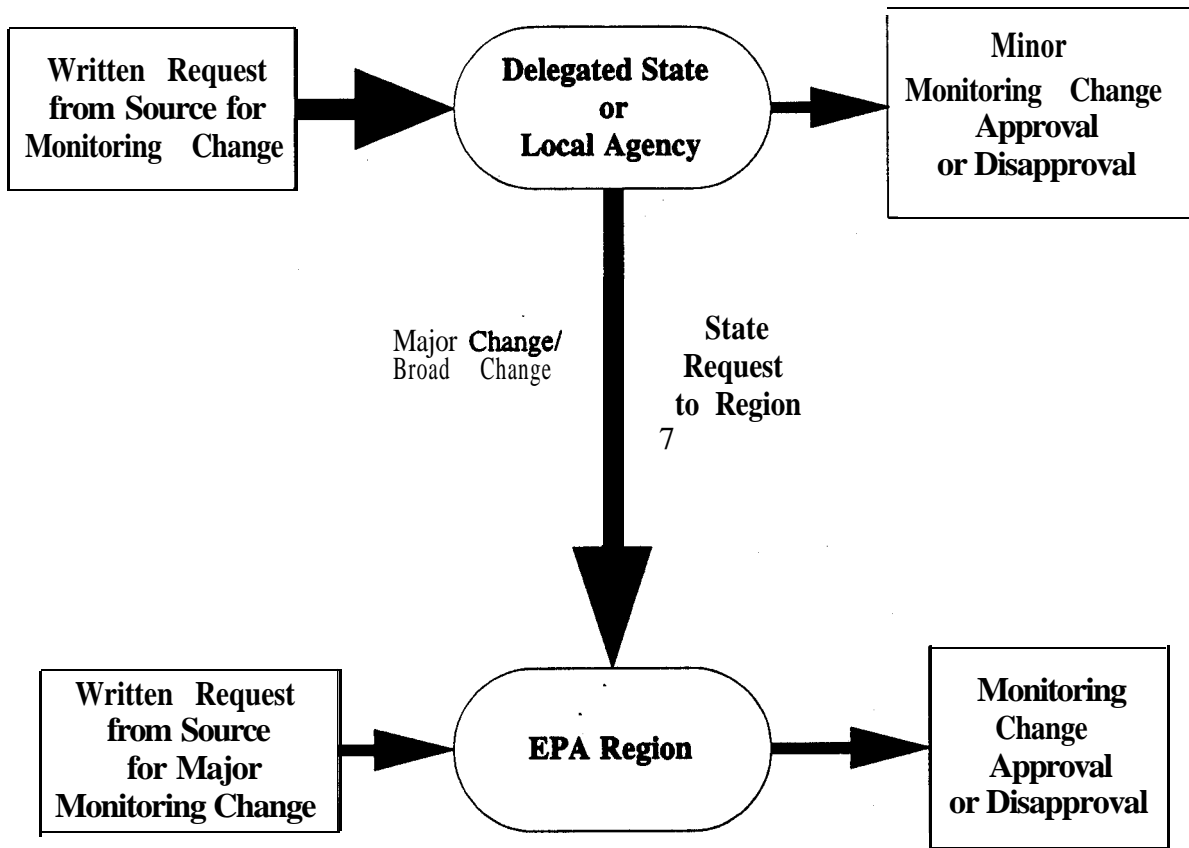 Written Request
from Source for
Monitoring Change
Delegated State
or
Local Agency
Minor
Monitoring Change
Approval
or Disapproval
Major Change/
Broad Change
State
Request
to Region
7
Written Request
from Source
for Major
Monitoring Change
EPA Region
Monitoring
Change
Approval
or Disapproval